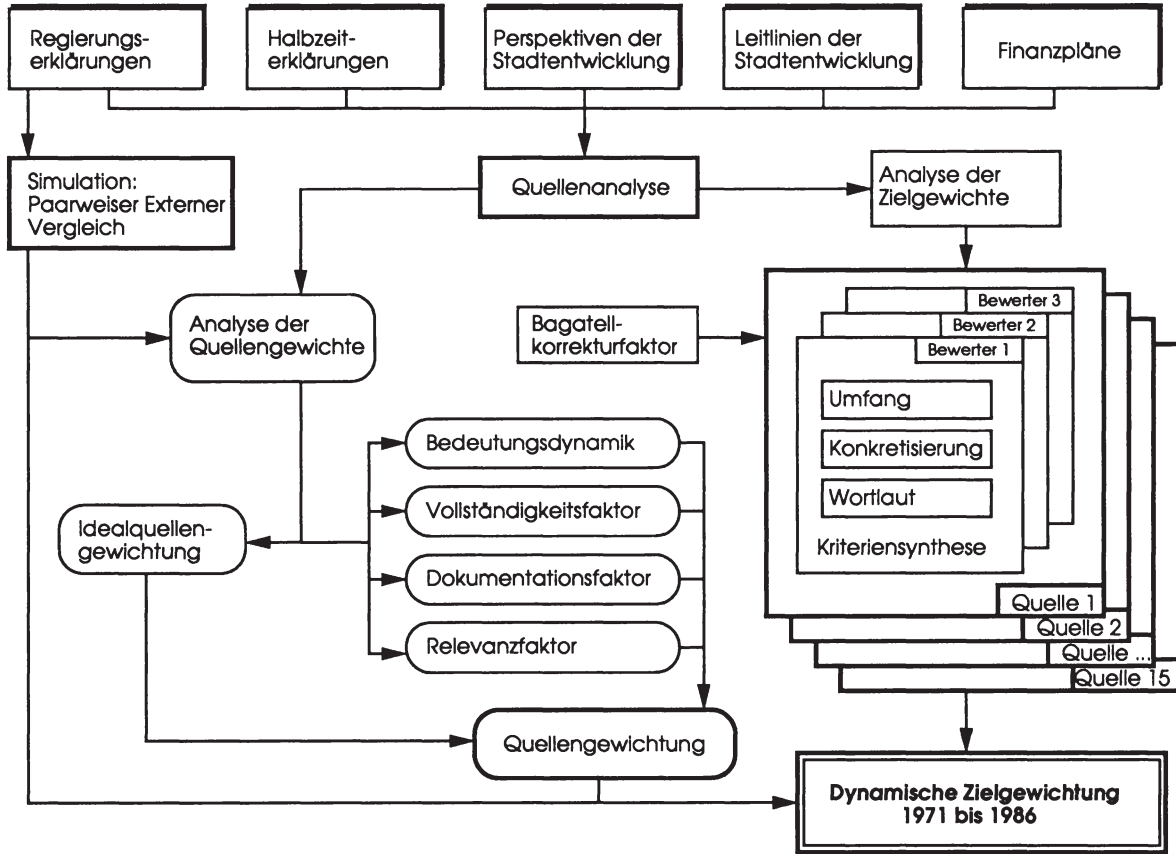 Regierungs-
erklärungen
Halbzeit-
erklärungen
Perspektiven der
Stadtentwicklung
Leitlinien der
Stadtentwicklung
Finanzpläne
Simulation:
Paarweiser Externer
Vergleich
Quellenanalyse
Analyse der
Zielgewichte
Analyse der
Quellengewichte
Bagatell-
korrekturfaktor
Bewerter 3
Bewerter 2
Bewerter 1
Umfang
Konkretisierung
Wortlaut
Kriteriensynthese
Quelle 1
Quelle 2
Quelle ...
Quelle 15
Bedeutungsdynamik
Vollständigkeitsfaktor
Dokumentationsfaktor
Relevanzfaktor
Idealquellen-
gewichtung
Quellengewichtung
Dynamische Zielgewichtung
1971 bis 1986